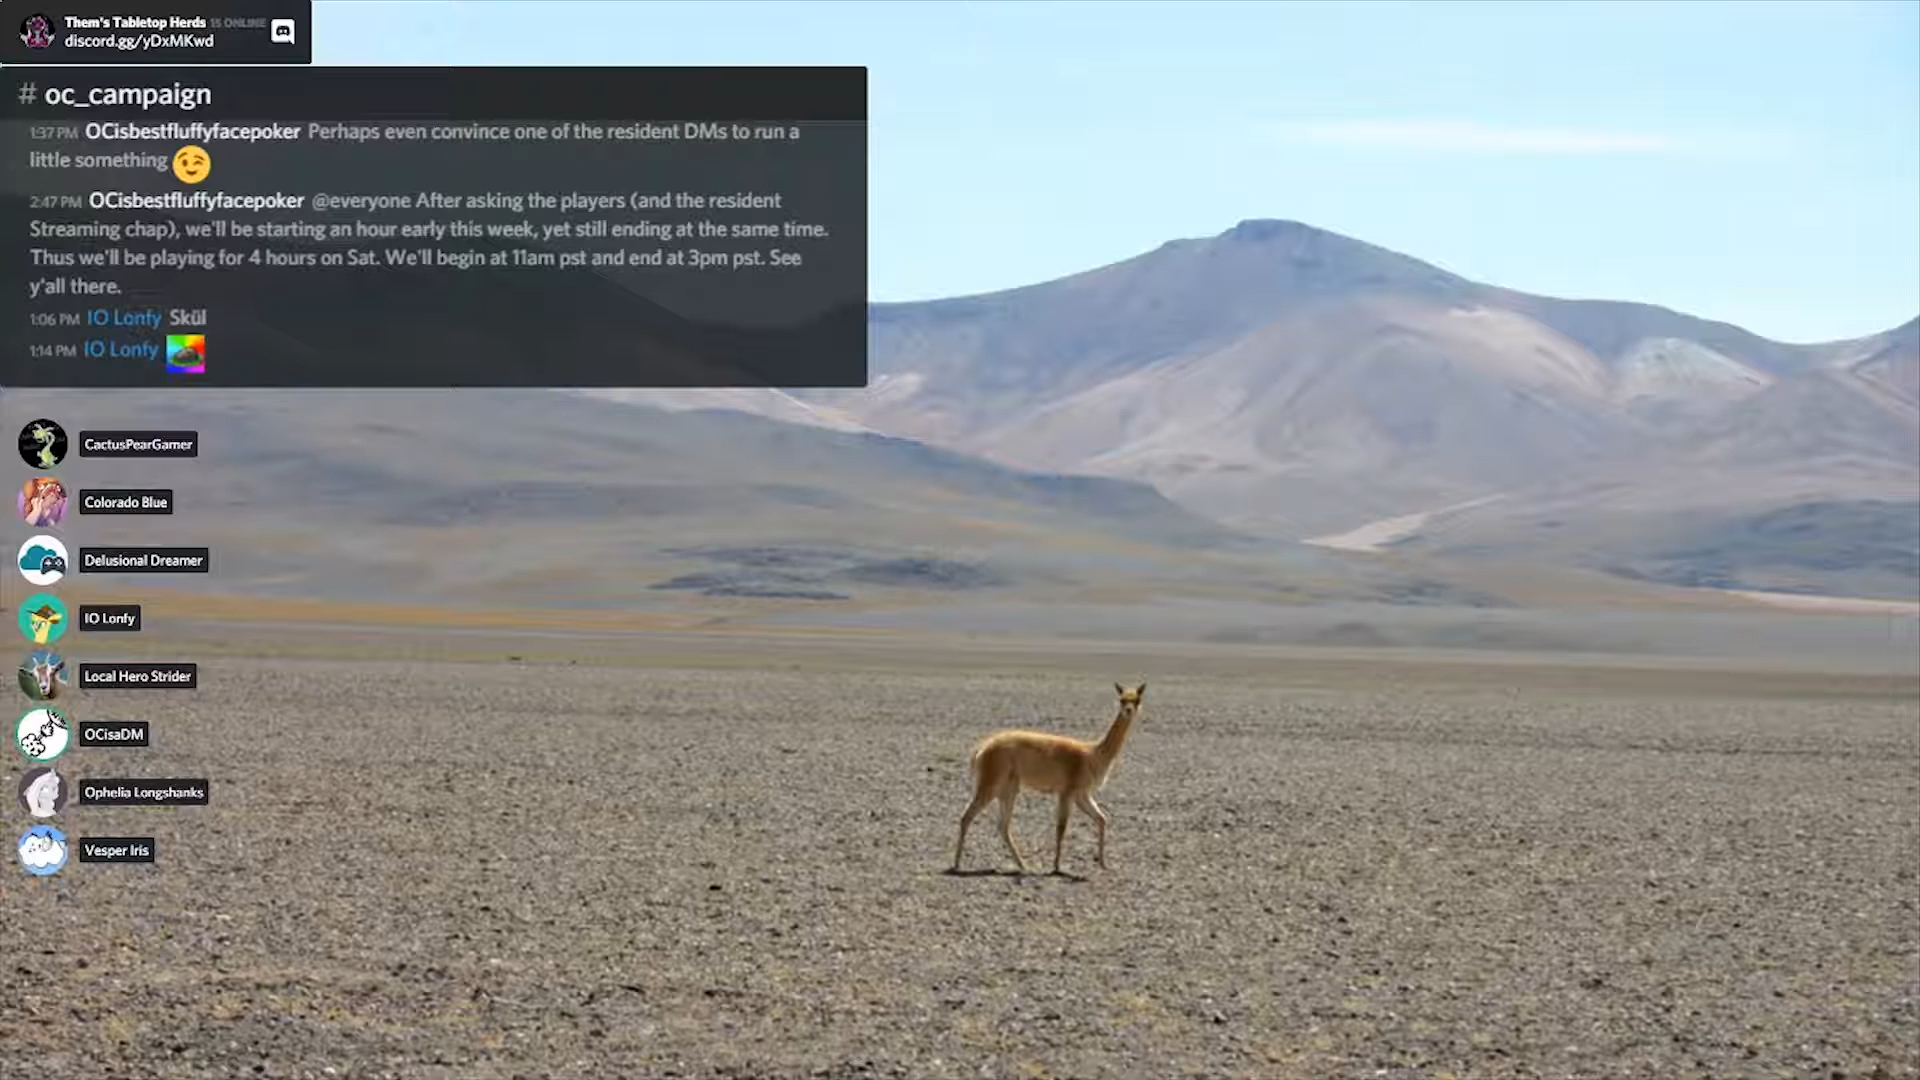 Them's Tabletop Herds 15 ONLINE
discord.gg/yDxMKwd
# oc_campaign
1:37 PM OCisbestfluffyfacepoker Perhaps even convince one of the resident DMs to run a
little something
2:47 PM OCisbestfluffyfacepoker @everyone After asking the players (and the resident
Streaming chap), we'll be starting an hour early this week, yet still ending at the same time.
Thus we'll be playing for 4 hours on Sat. We'll begin at 11am pst and end at 3pm pst. See
y'all there.
1:06 PM IO Lonfy Skül
1:14 PM IO Lonfy
CactusPearGamer
Colorado Blue
Delusional Dreamer
IO Lonfy
Local Hero Strider
OCisaDM
Ophelia Longshanks
Vesper Iris